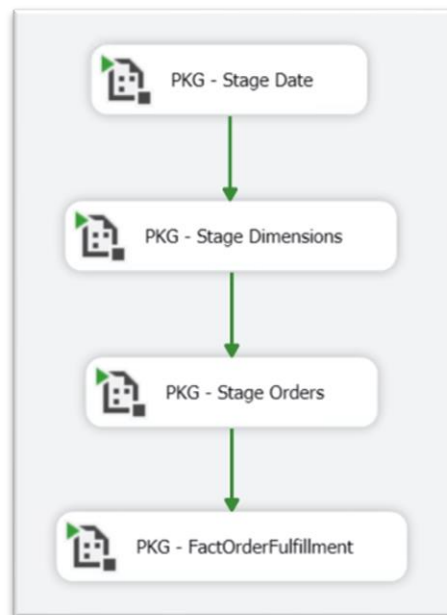 PKG - Stage Date
PKG - Stage Dimensions
PKG - Stage Orders
PKG - FactOrderFulfillment